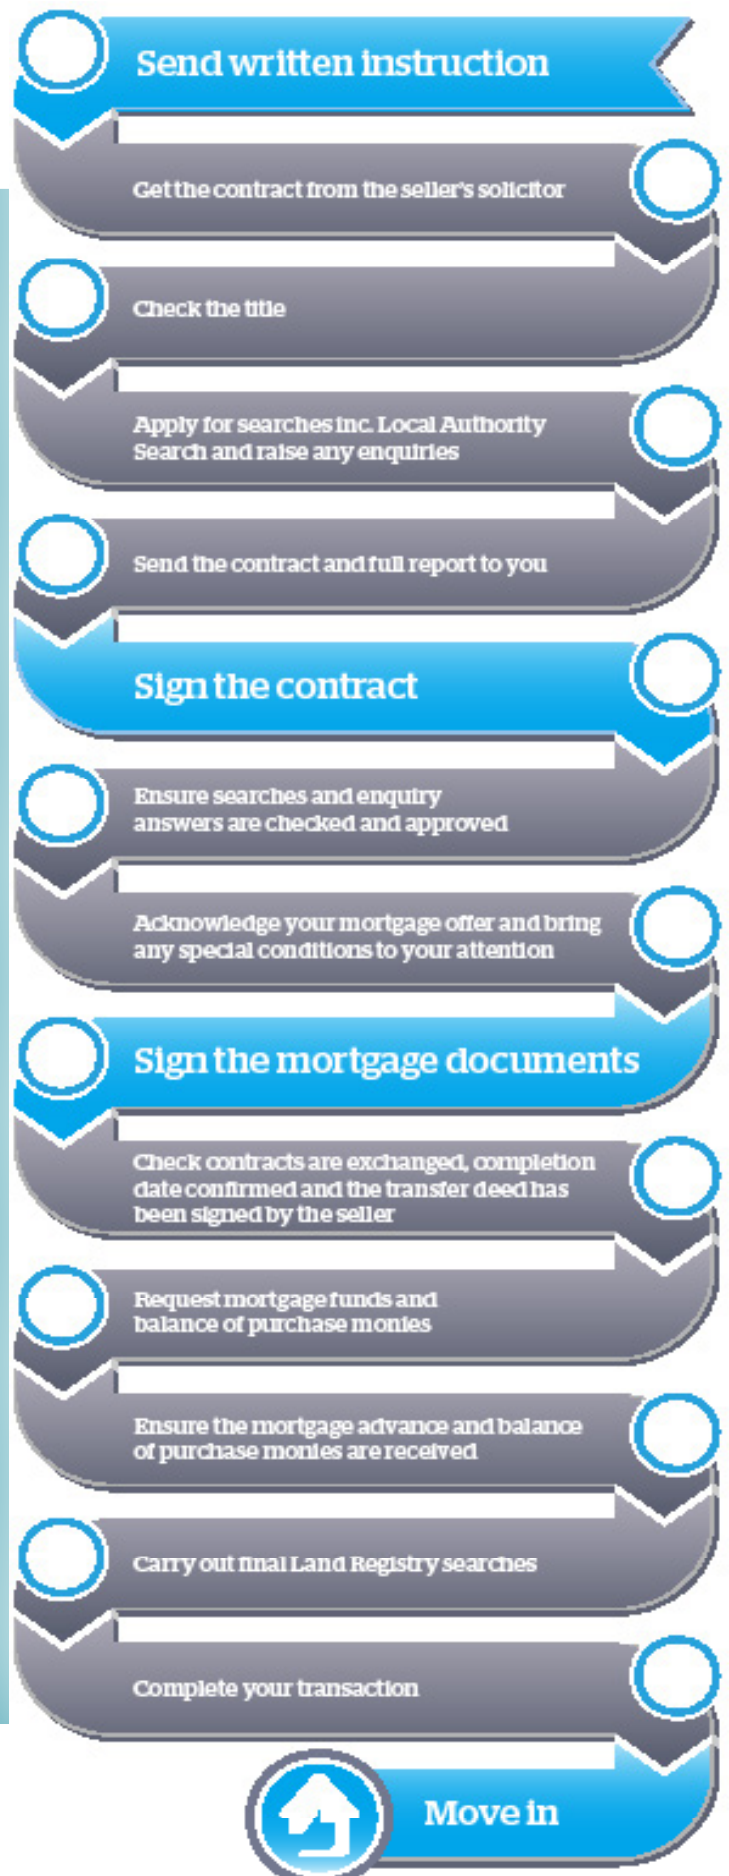 Send written instruction
Get the contract from the seller's solicitor
Check the title
Apply for searches inc. Local Authority
Search and raise any enquiries
Send the contract and full report to you
Sign the contract
Ensure searches and enquiry
answers are checked and approved
Acknowledge your mortgage offer and bring
any special conditions to your attention
Sign the mortgage documents
Check contracts are exchanged, completion
date confirmed and the transfer deed has
been signed by the seller
Request mortgage funds and
balance of purchase monies
Ensure the mortgage advance and balance
of purchase monies are received
Carry out final Land Registry searches
Complete your transaction
Move in